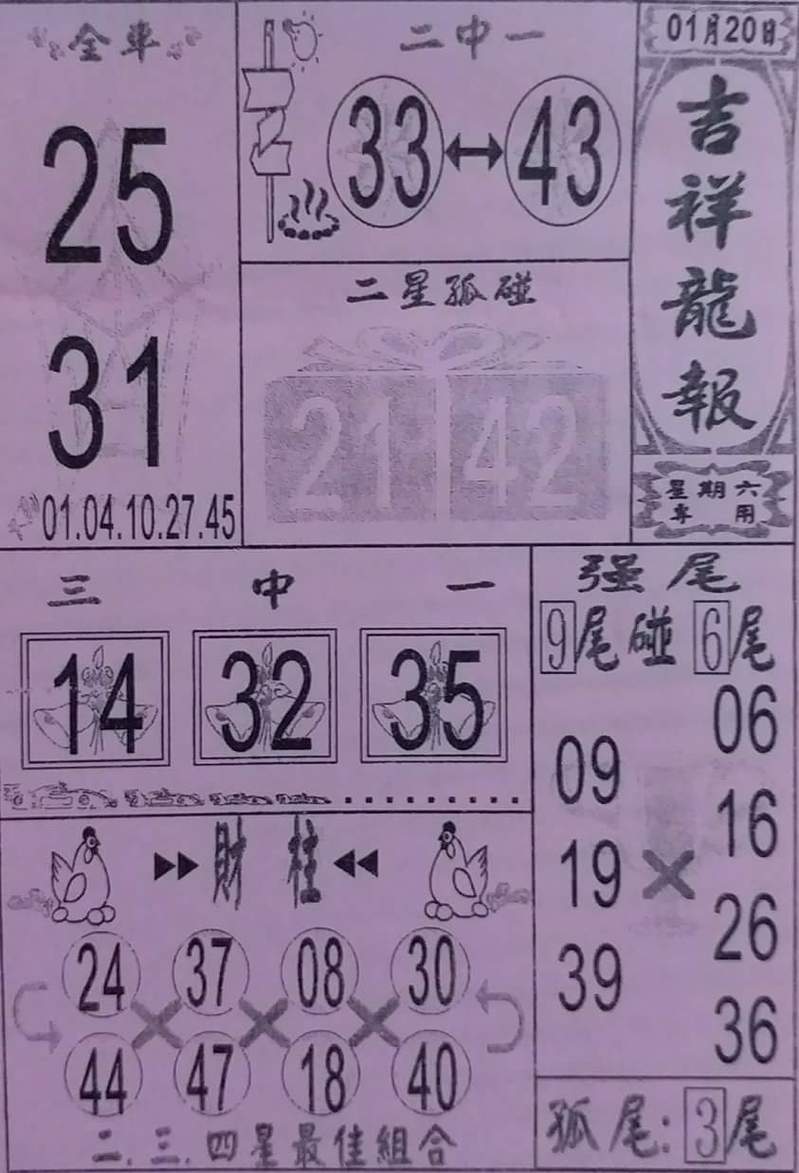 01月20日
吉祥龍報
星期六
專用
全車
25
31
01.04.10.27.45
二中一
33 43
二星孤碰
21 42
三中一
14 32 35
强尾
9尾碰6尾
09
19
39
06
16
26
36
孤尾:3尾
財柱
24 37 08 30
44 47 18 40
二.三.四星最佳組合